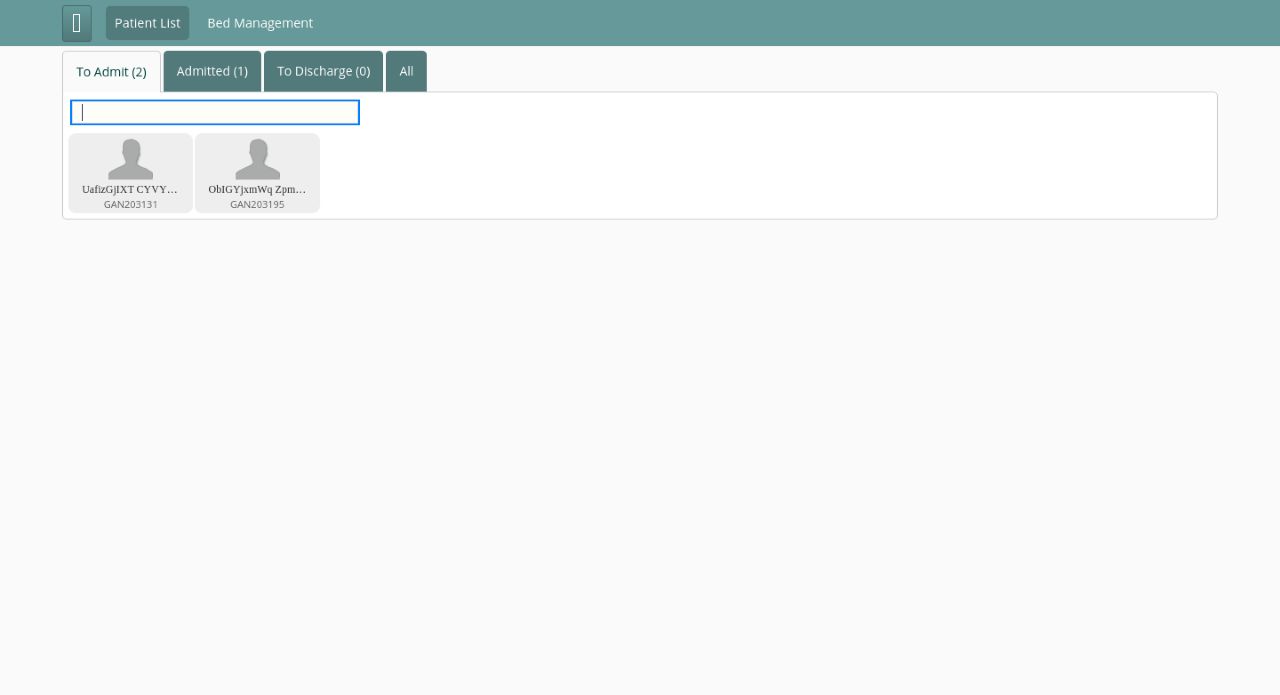 Patient List Bed Management
To Admit (2) Admitted (1) To Discharge (0) All
UafizGjIXT CYVY… ObIGYjxmWq Zpm…
GAN203131 GAN203195